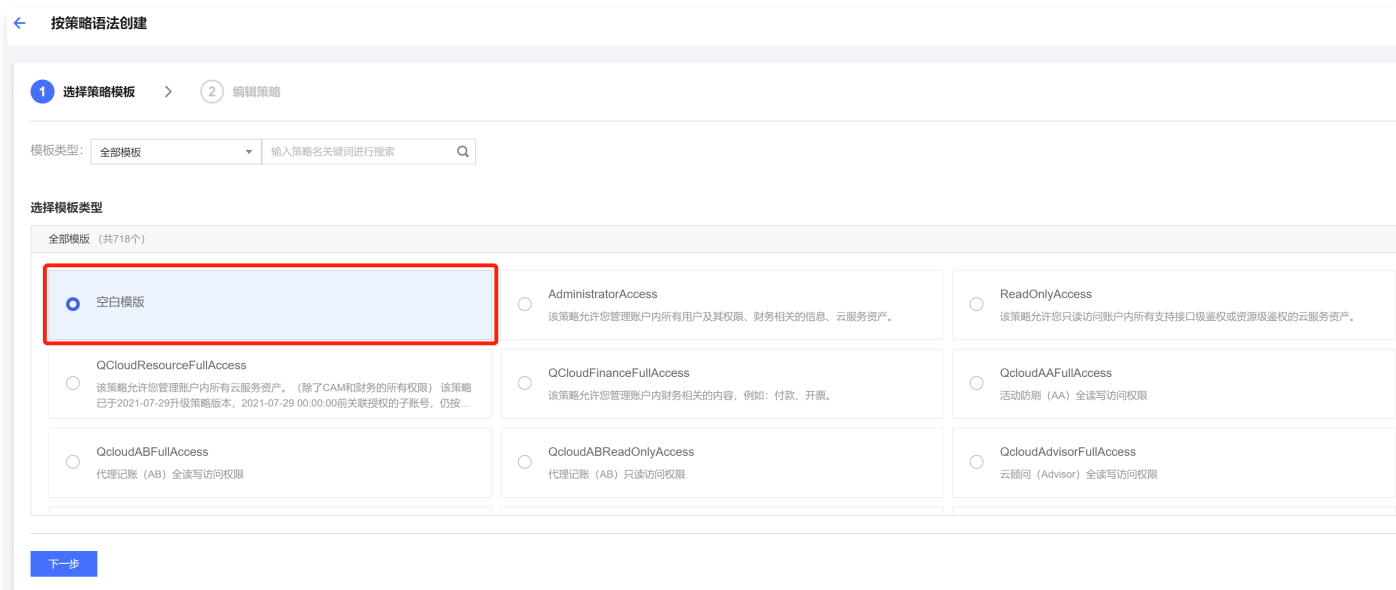 按策略语法创建
1 选择策略模板 2 编辑策略
模板类型： 全部模板 输入策略名关键词进行搜索
选择模板类型
全部模版 （共718个）
空白模版
AdministratorAccess
该策略允许您管理账户内所有用户及其权限、财务相关的信息、云服务资产。
ReadOnlyAccess
该策略允许您只读访问账户内所有支持接口级鉴权或资源级鉴权的云服务资产。
QCloudResourceFullAccess
该策略允许您管理账户内所有云服务资产。（除了CAM和财务的所有权限） 该策略
已于2021-07-29升级策略版本，2021-07-29 00:00:00前关联授权的子账号，仍按...
QCloudFinanceFullAccess
该策略允许您管理账户内财务相关的内容，例如：付款、开票。
QcloudAAFullAccess
活动防刷（AA）全读写访问权限
QcloudABFullAccess
代理记账（AB）全读写访问权限
QcloudABReadOnlyAccess
代理记账（AB）只读访问权限
QcloudAdvisorFullAccess
云顾问（Advisor）全读写访问权限
下一步